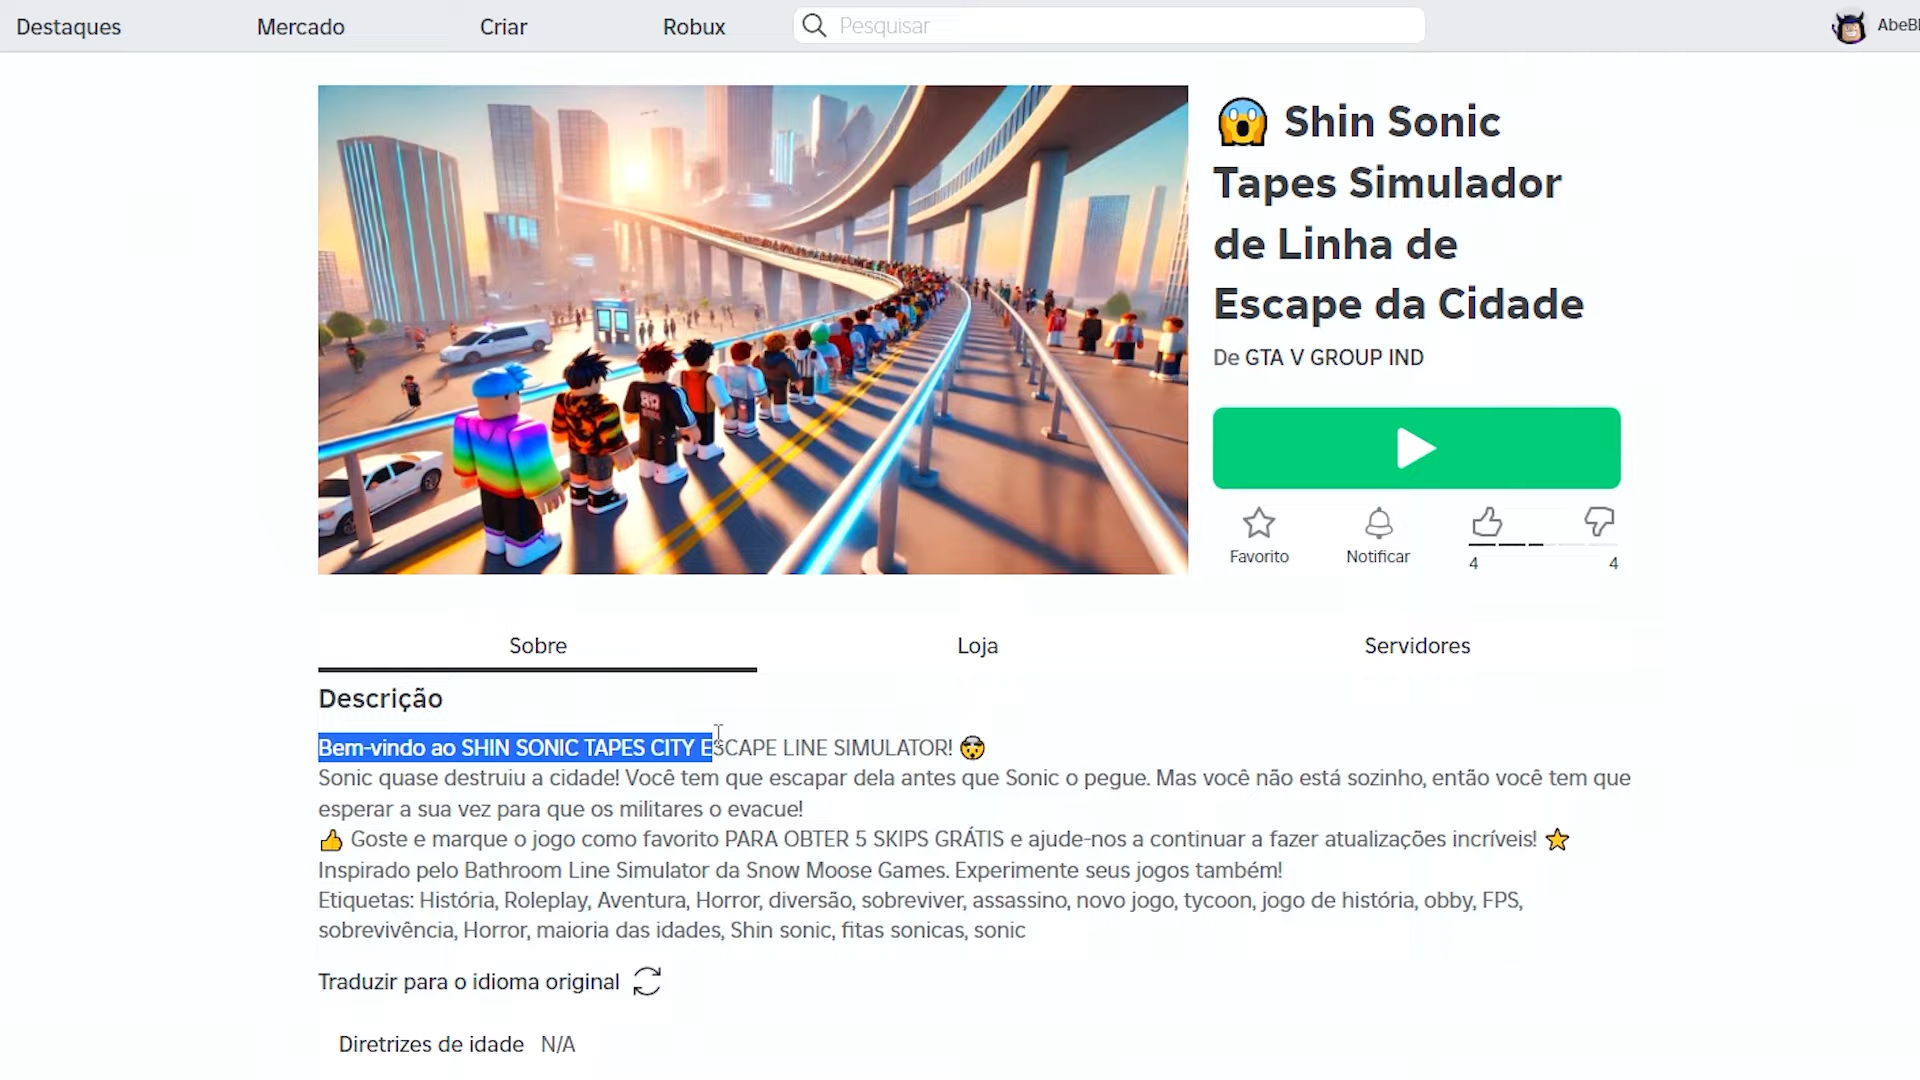 Destaques
Mercado
Criar
Robux
Pesquisar
AbeBl
😱 Shin Sonic
Tapes Simulador
de Linha de
Escape da Cidade
De GTA V GROUP IND
Favorito
Notificar
4
4
Sobre
Loja
Servidores
Descrição
Bem-vindo ao SHIN SONIC TAPES CITY ESCAPE LINE SIMULATOR! 🤯
Sonic quase destruiu a cidade! Você tem que escapar dela antes que Sonic o pegue. Mas você não está sozinho, então você tem que
esperar a sua vez para que os militares o evacue!
👍 Goste e marque o jogo como favorito PARA OBTER 5 SKIPS GRÁTIS e ajude-nos a continuar a fazer atualizações incríveis! ⭐
Inspirado pelo Bathroom Line Simulator da Snow Moose Games. Experimente seus jogos também!
Etiquetas: História, Roleplay, Aventura, Horror, diversão, sobreviver, assassino, novo jogo, tycoon, jogo de história, obby, FPS,
sobrevivência, Horror, maioria das idades, Shin sonic, fitas sonicas, sonic
Traduzir para o idioma original
Diretrizes de idade N/A